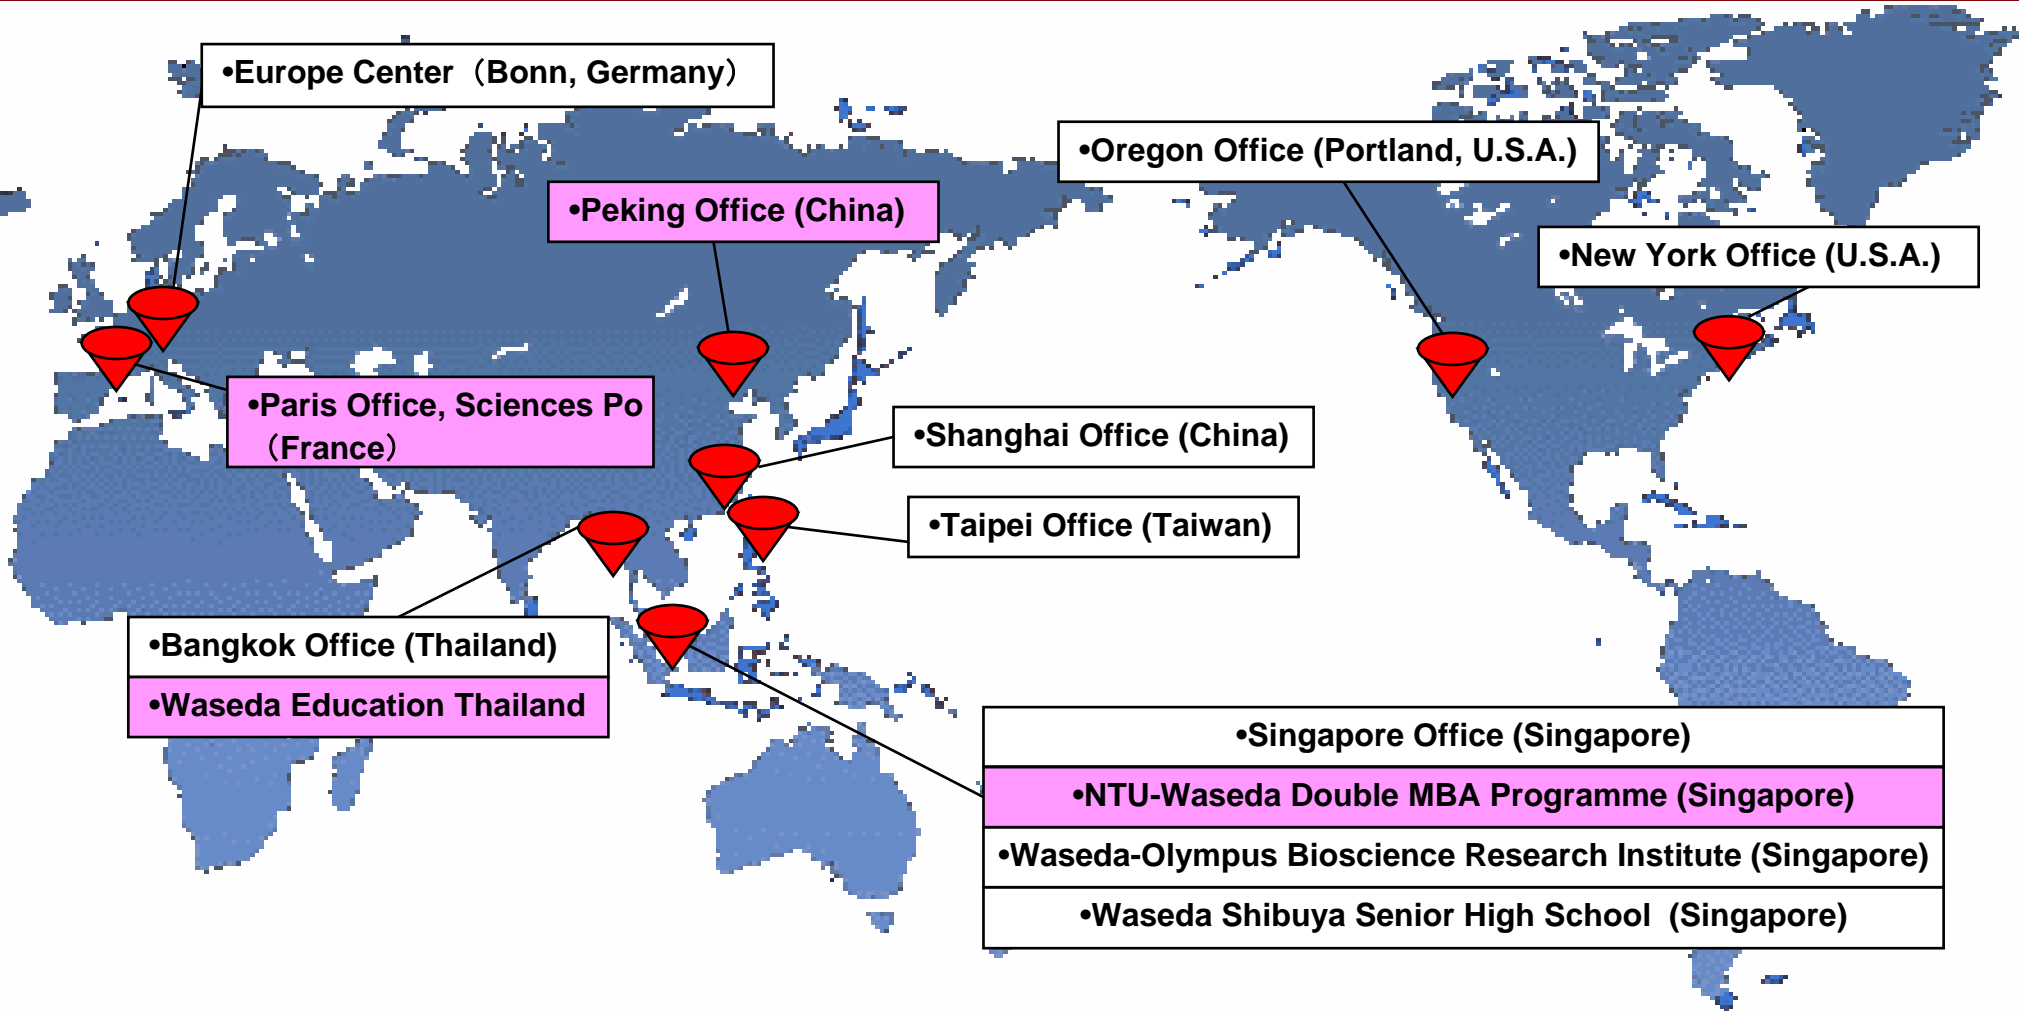 •Europe Center（Bonn, Germany）
•Oregon Office (Portland, U.S.A.)
•Peking Office (China)
•New York Office (U.S.A.)
•Paris Office, Sciences Po
（France）
•Shanghai Office (China)
•Taipei Office (Taiwan)
•Bangkok Office (Thailand)
•Waseda Education Thailand
•Singapore Office (Singapore)
•NTU-Waseda Double MBA Programme (Singapore)
•Waseda-Olympus Bioscience Research Institute (Singapore)
•Waseda Shibuya Senior High School (Singapore)